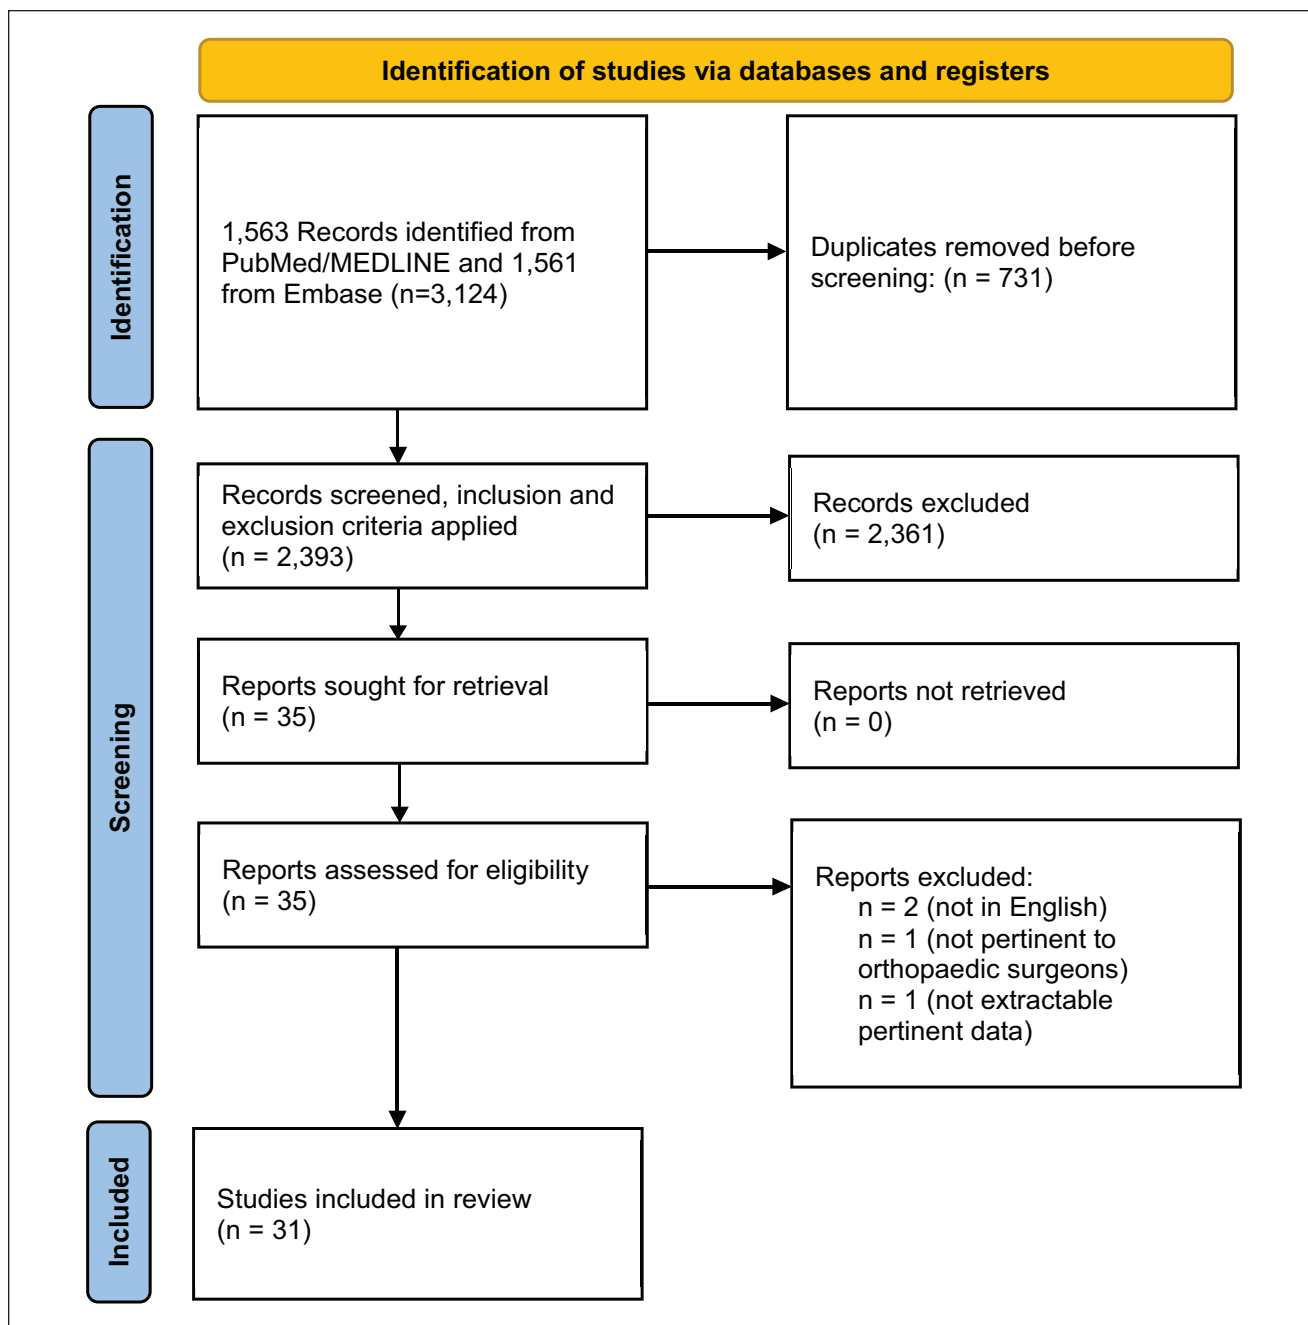 Identification of studies via databases and registers
Identification
1,563 Records identified from
PubMed/MEDLINE and 1,561
from Embase (n=3,124)
Duplicates removed before
screening: (n = 731)
Screening
Records screened, inclusion and
exclusion criteria applied
(n = 2,393)
Records excluded
(n = 2,361)
Reports sought for retrieval
(n = 35)
Reports not retrieved
(n = 0)
Reports assessed for eligibility
(n = 35)
Reports excluded:
n = 2 (not in English)
n = 1 (not pertinent to
orthopaedic surgeons)
n = 1 (not extractable
pertinent data)
Included
Studies included in review
(n = 31)